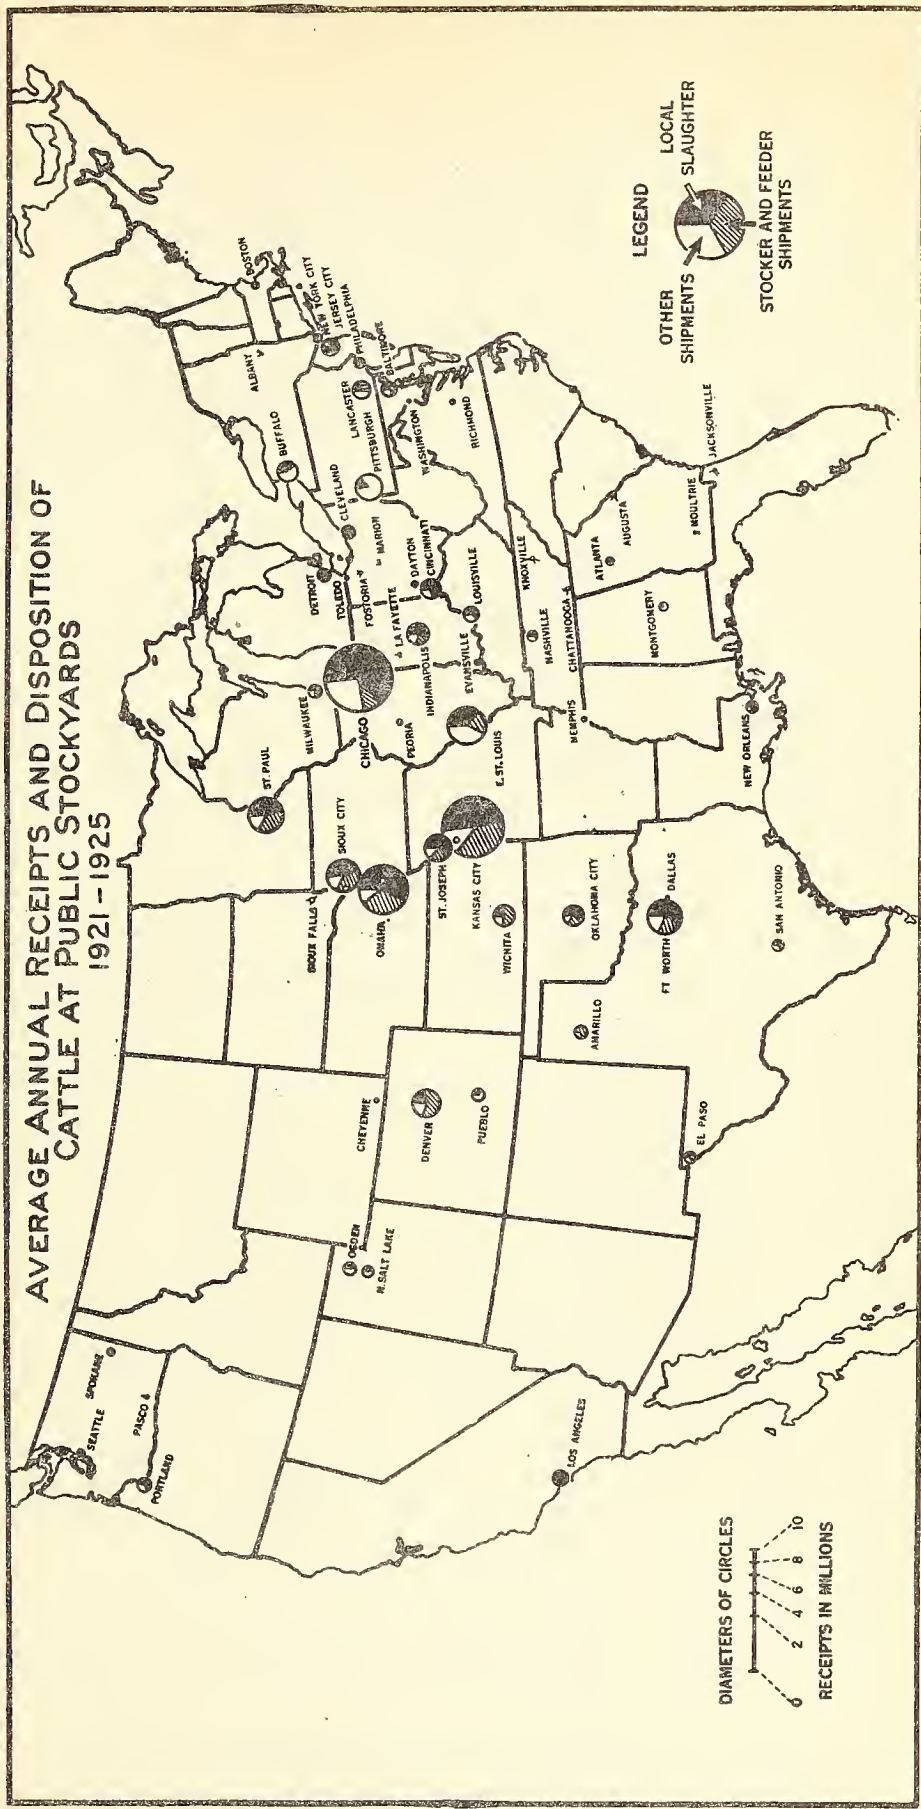 AVERAGE ANNUAL RECEIPTS AND DISPOSITION OF
CATTLE AT PUBLIC STOCKYARDS
1921-1925
SEATTLE
SPOKANE
PASCO
PORTLAND
LOS ANGELES
OGDEN
N. SALT LAKE
CHEYENNE
DENVER
PUEBLO
EL PASO
AMARILLO
SIOUX FALLS
OMAHA
SIOUX CITY
ST. PAUL
ST. JOSEPH
KANSAS CITY
WICHITA
OKLAHOMA CITY
FT WORTH
DALLAS
SAN ANTONIO
MILWAUKEE
CHICAGO
PEORIA
E. ST. LOUIS
INDIANAPOLIS
LA FAYETTE
EVANSVILLE
LOUISVILLE
DETROIT
TOLEDO
FOSTORIA
MARION
CLEVELAND
DAYTON
CINCINNATI
BUFFALO
PITTSBURGH
LANCASTER
ALBANY
BOSTON
NEW YORK CITY
JERSEY CITY
PHILADELPHIA
BALTIMORE
WASHINGTON
RICHMOND
KNOXVILLE
NASHVILLE
CHATTANOOGA
MEMPHIS
ATLANTA
AUGUSTA
MOULTRIE
JACKSONVILLE
MONTGOMERY
NEW ORLEANS
DIAMETERS OF CIRCLES
0 2 4 6 8 10
RECEIPTS IN MILLIONS
LEGEND
OTHER
SHIPMENTS
LOCAL
SLAUGHTER
STOCKER AND FEEDER
SHIPMENTS